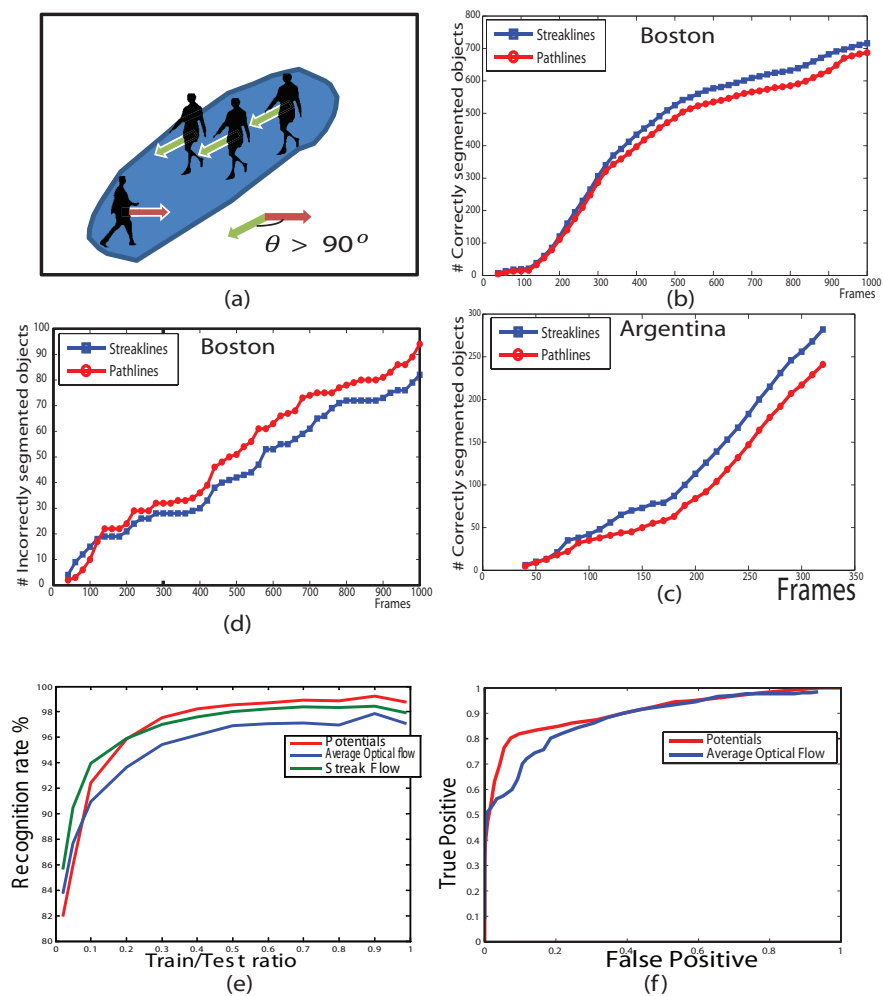 θ > 90°
(a)
Boston
Streaklines
Pathlines
# Correctly segmented objects
800
700
600
500
400
300
200
100
0
0 100 200 300 400 500 600 700 800 900 1000
Frames
(b)
Boston
Streaklines
Pathlines
# Incorrectly segmented objects
100
90
80
70
60
50
40
30
20
10
0
0 100 200 300 400 500 600 700 800 900 1000
Frames
(d)
Argentina
Streaklines
Pathlines
# Correctly segmented objects
300
250
200
150
100
50
0
0 50 100 150 200 250 300 350
Frames
(c)
Recognition rate %
100
98
96
94
92
90
88
86
84
82
80
Potentials
Average Optical flow
Streak Flow
0.1 0.2 0.3 0.4 0.5 0.6 0.7 0.8 0.9 1
Train/Test ratio
(e)
True Positive
1
0.9
0.8
0.7
0.6
0.5
0.4
0.3
0.2
0.1
0
Potentials
Average Optical Flow
0 0.2 0.4 0.6 0.8 1
False Positive
(f)